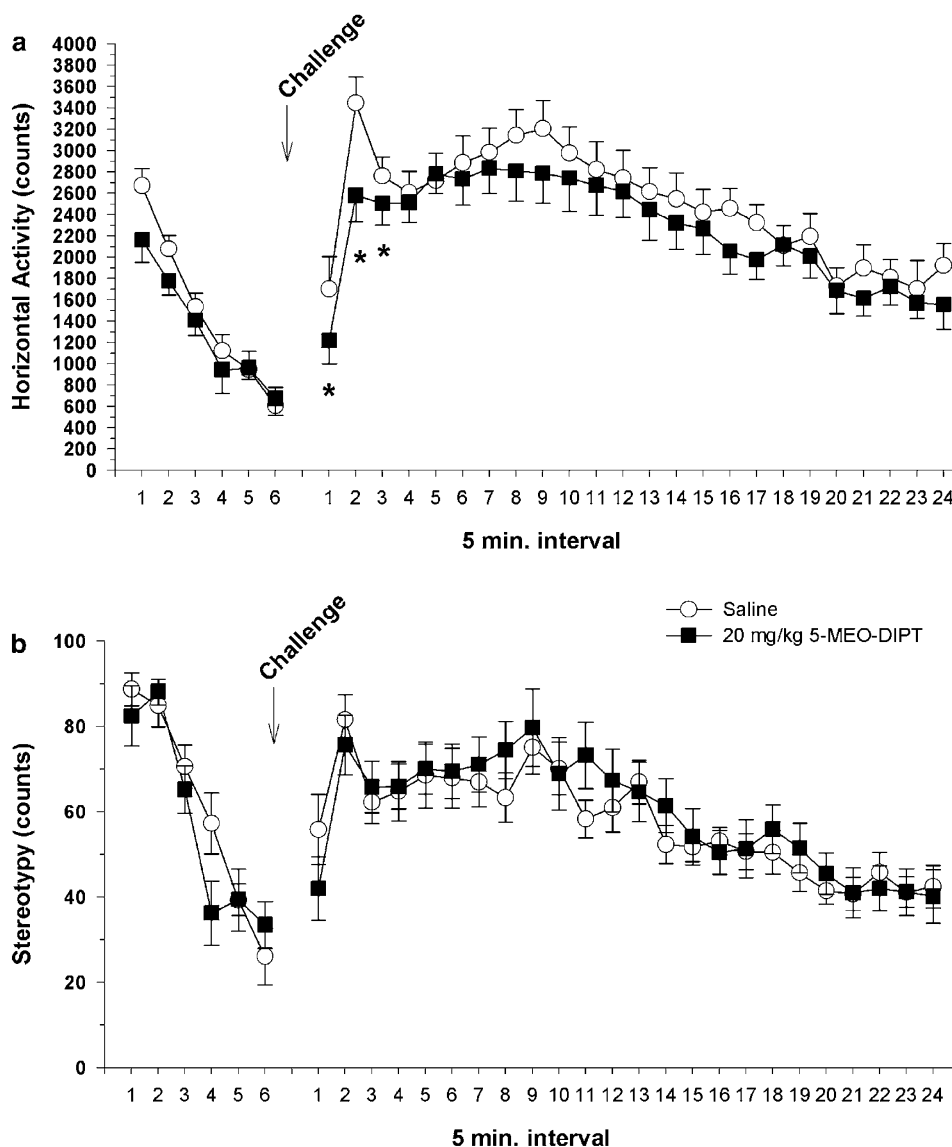 a
Challenge
Horizontal Activity (counts)
4000
3800
3600
3400
3200
3000
2800
2600
2400
2200
2000
1800
1600
1400
1200
1000
800
600
400
200
0
* * *
1 2 3 4 5 6 1 2 3 4 5 6 7 8 9 10 11 12 13 14 15 16 17 18 19 20 21 22 23 24
5 min. interval
b
Challenge
Saline
20 mg/kg 5-MEO-DIPT
Stereotypy (counts)
100
80
60
40
20
0
1 2 3 4 5 6 1 2 3 4 5 6 7 8 9 10 11 12 13 14 15 16 17 18 19 20 21 22 23 24
5 min. interval